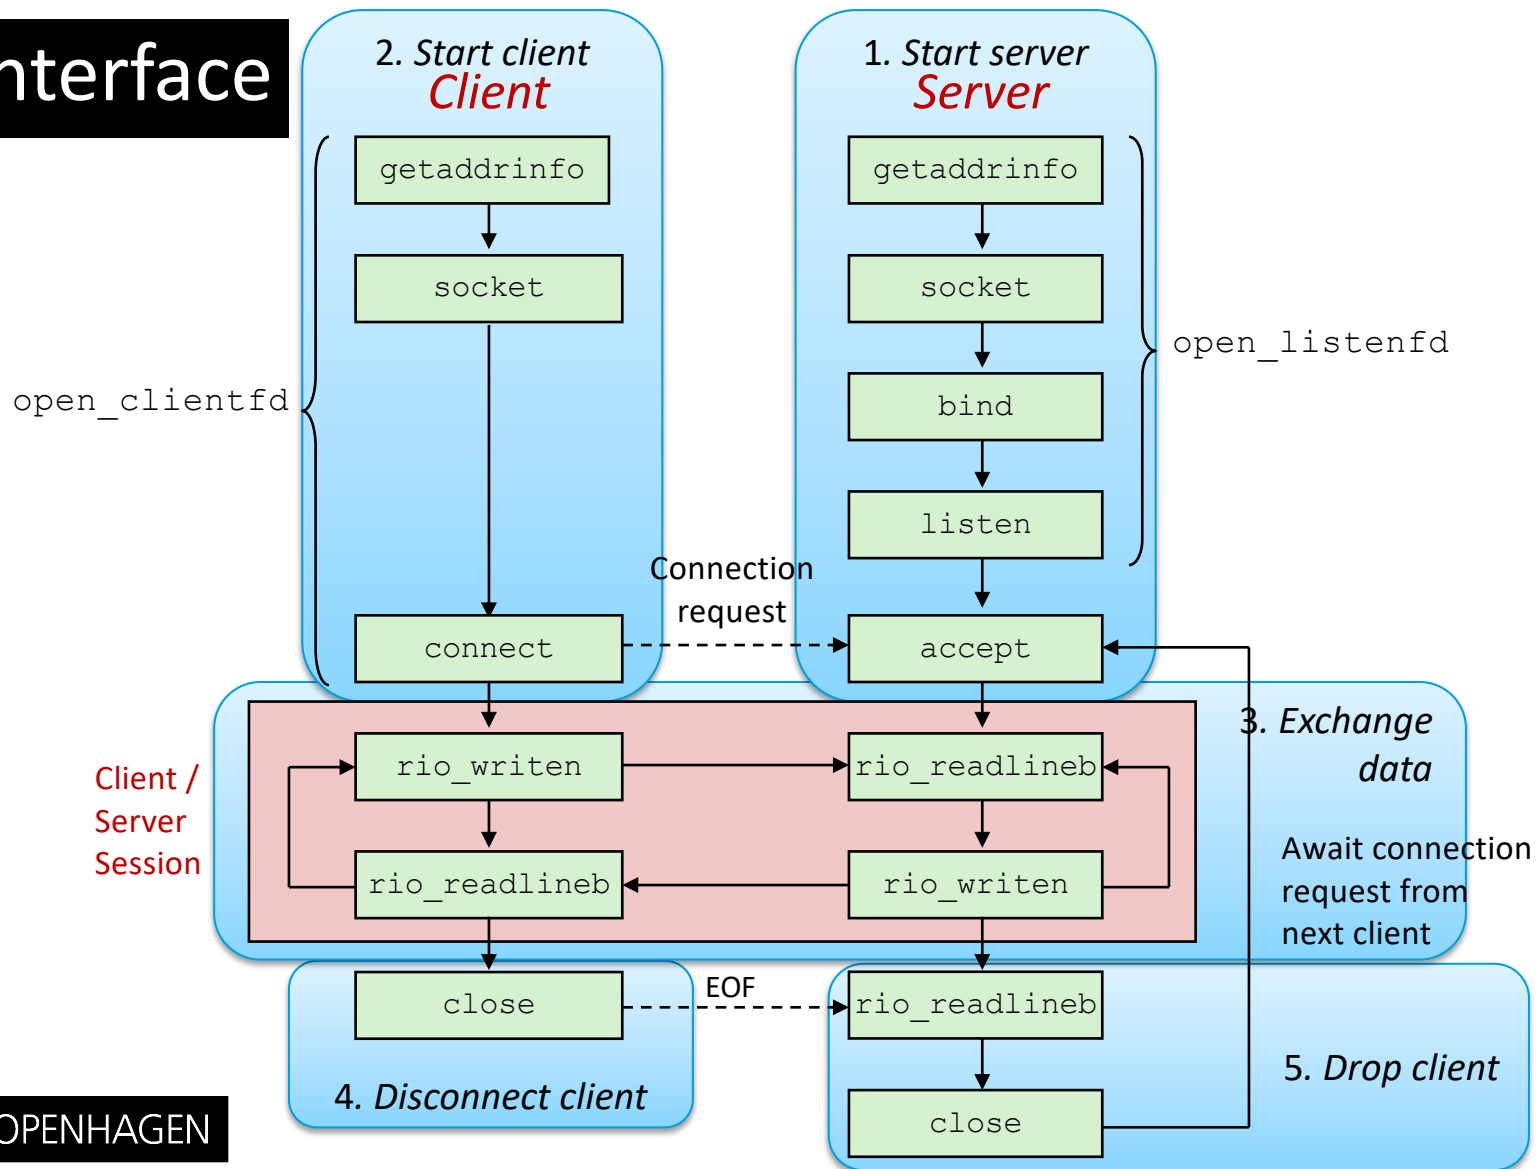 nterface
2. Start client
Client
1. Start server
Server
getaddrinfo
getaddrinfo
socket
socket
open_listenfd
open_clientfd
bind
listen
Connection
request
connect
accept
3. Exchange
data
Client /
Server
Session
rio_writen
rio_readlineb
rio_readlineb
rio_writen
Await connection
request from
next client
close
EOF
rio_readlineb
4. Disconnect client
5. Drop client
close
OPENHAGEN